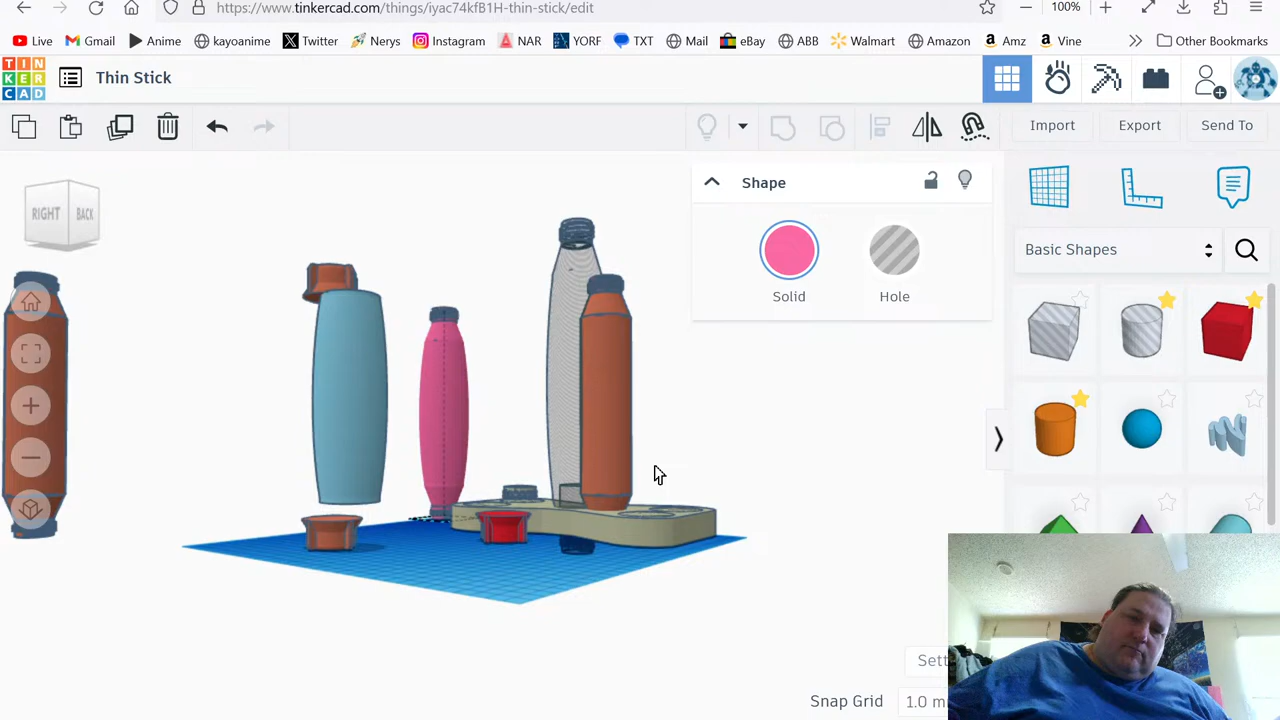 https://www.tinkercad.com/things/iyac74kfB1H-thin-stick/edit
100%
Live
Gmail
Anime
kayoanime
Twitter
Nerys
Instagram
NAR
YORF
TXT
Mail
eBay
ABB
Walmart
Amazon
Amz
Vine
Other Bookmarks
TIN
KER
CAD
Thin Stick
Import
Export
Send To
RIGHT
BACK
Shape
Solid
Hole
Basic Shapes
Sett
Snap Grid
1.0 m